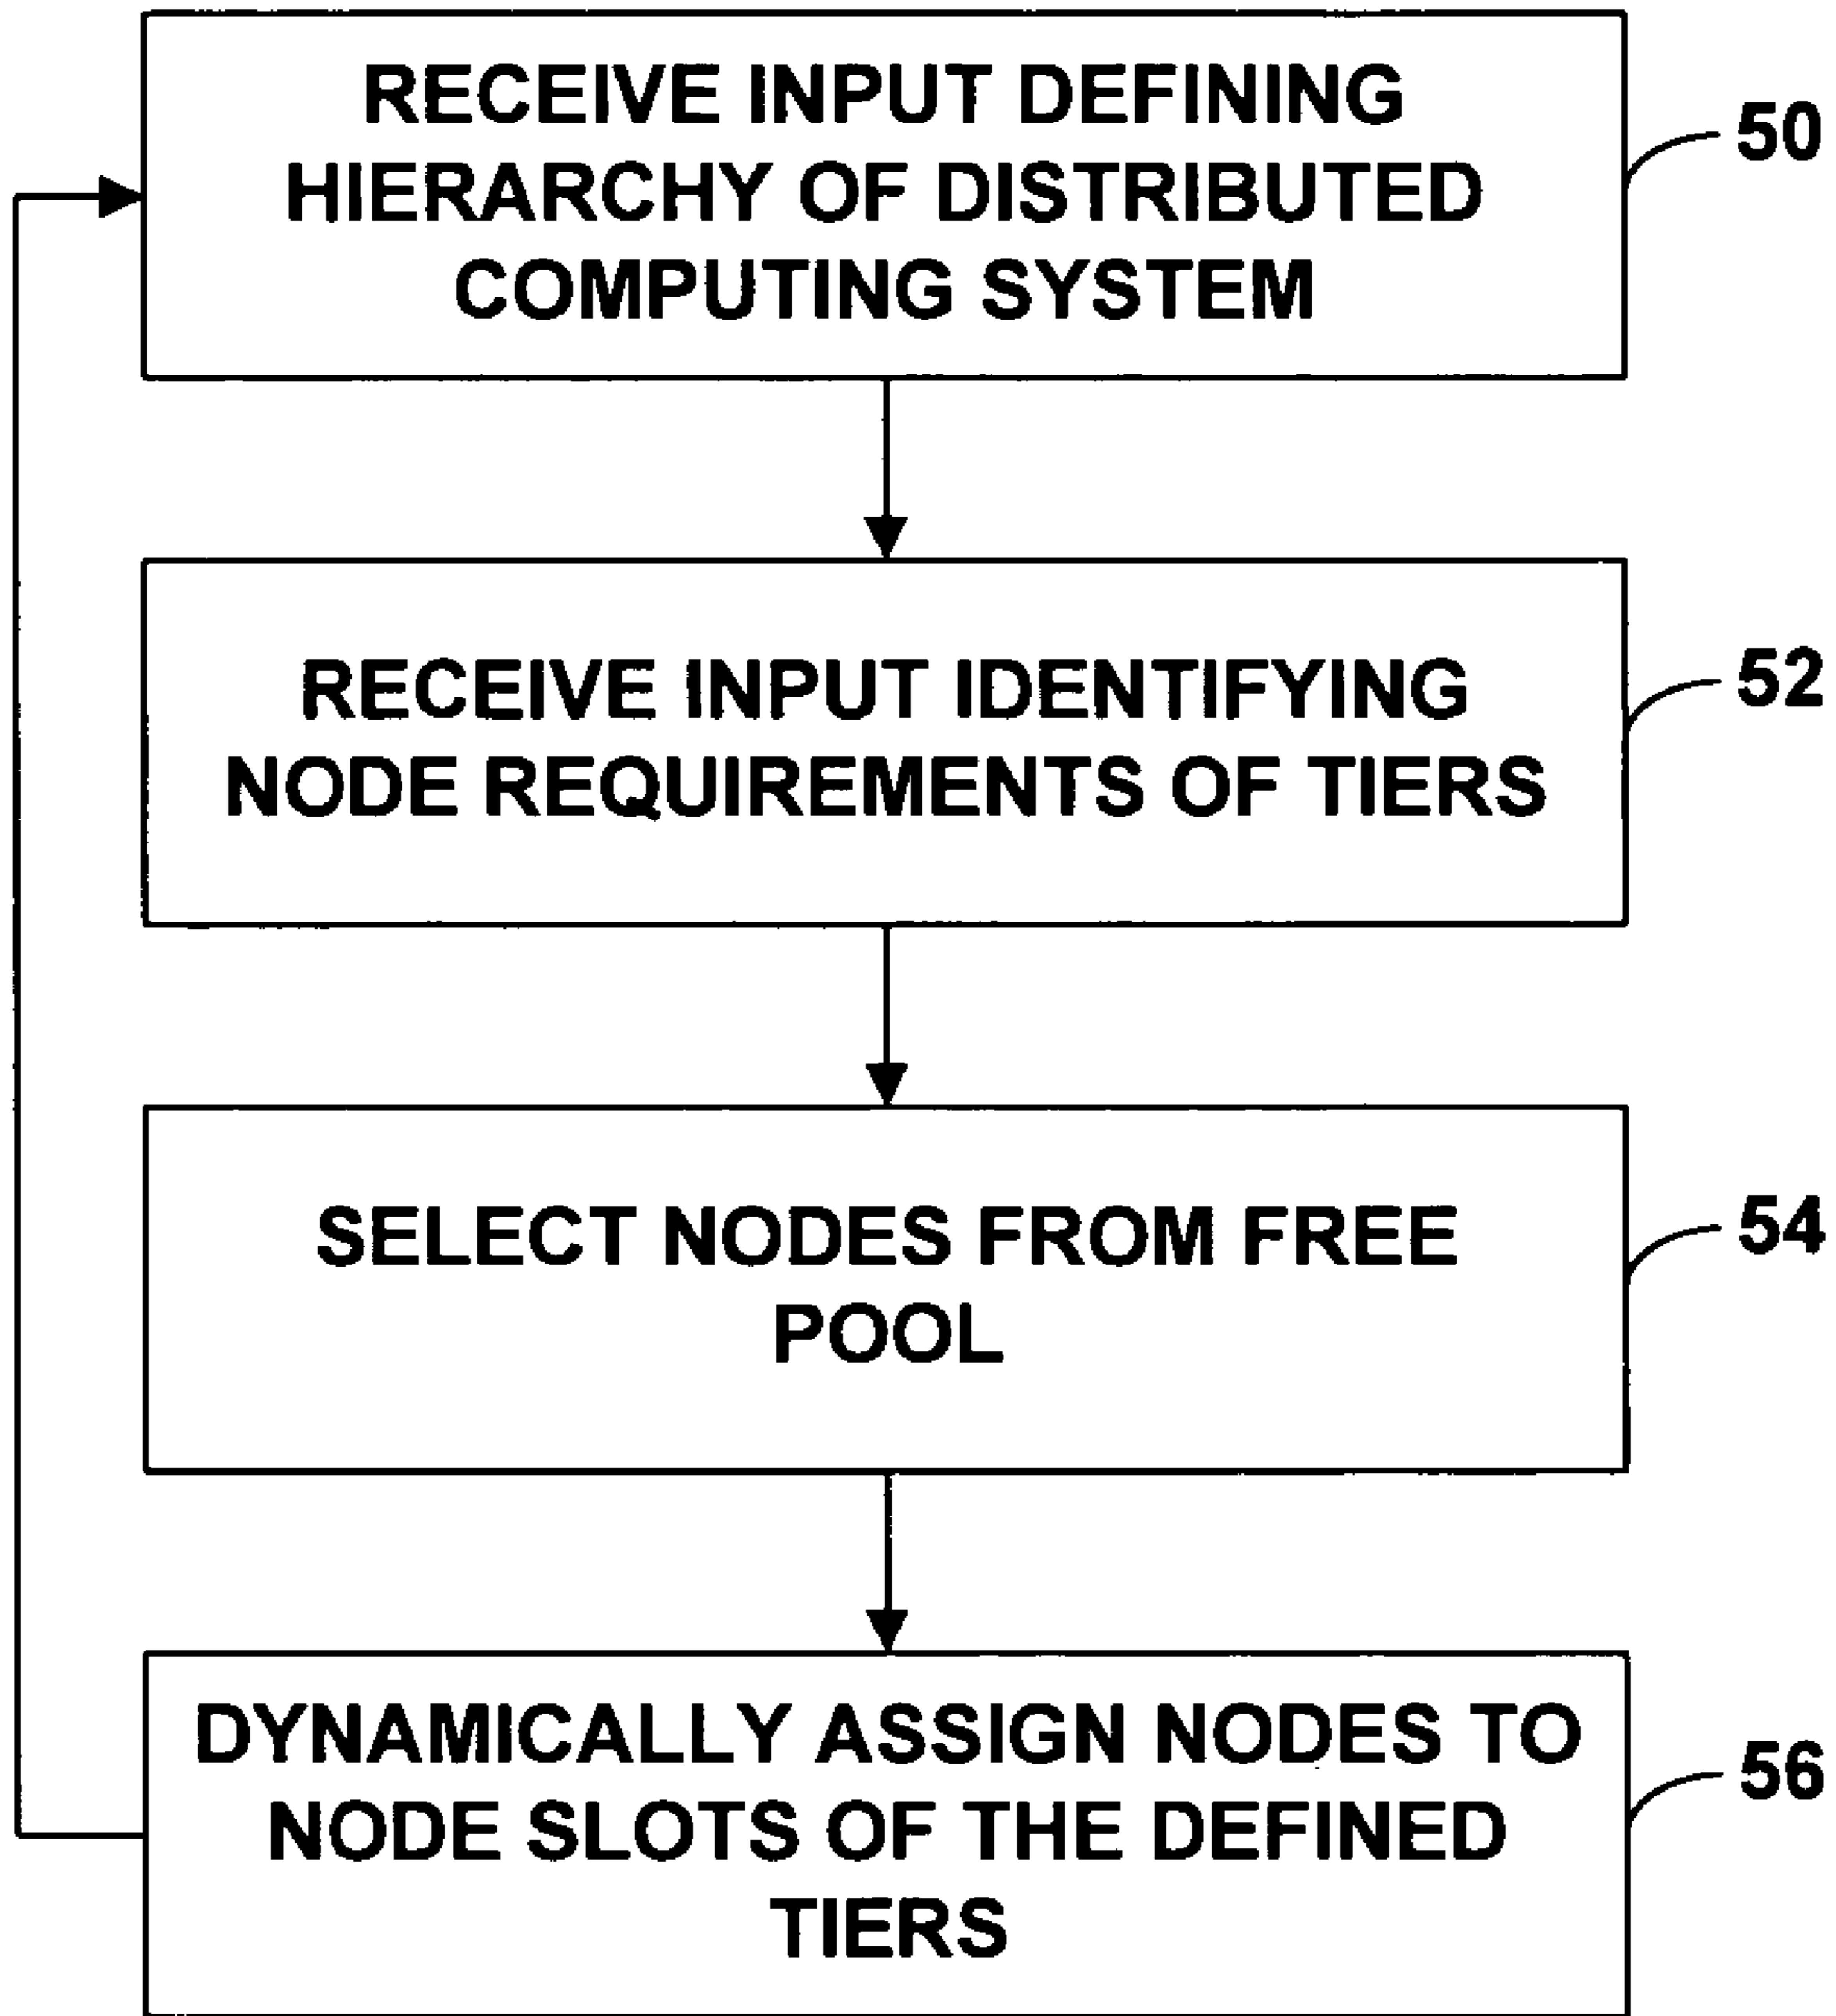 RECEIVE INPUT DEFINING
HIERARCHY OF DISTRIBUTED
COMPUTING SYSTEM
50
RECEIVE INPUT IDENTIFYING
NODE REQUIREMENTS OF TIERS
52
SELECT NODES FROM FREE
POOL
54
DYNAMICALLY ASSIGN NODES TO
NODE SLOTS OF THE DEFINED
TIERS
56